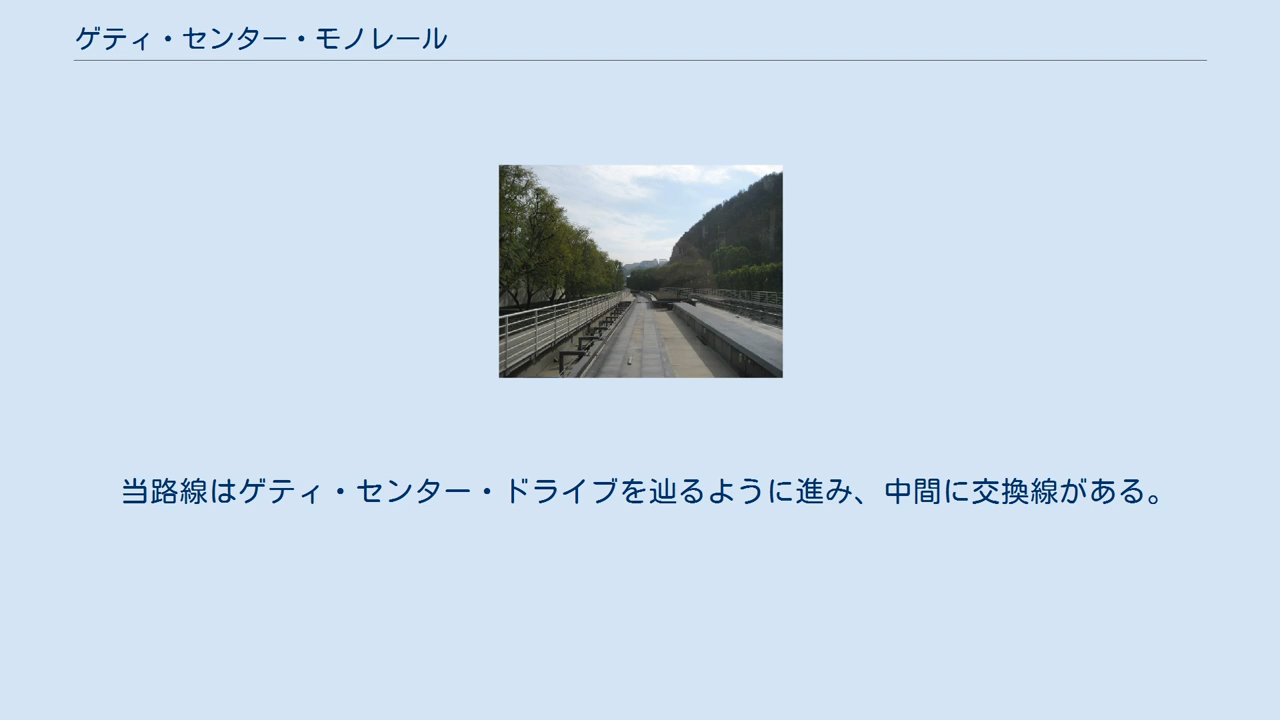 ゲティ・センター・モノレール
当路線はゲティ・センター・ドライブを辿るように進み、中間に交換線がある。